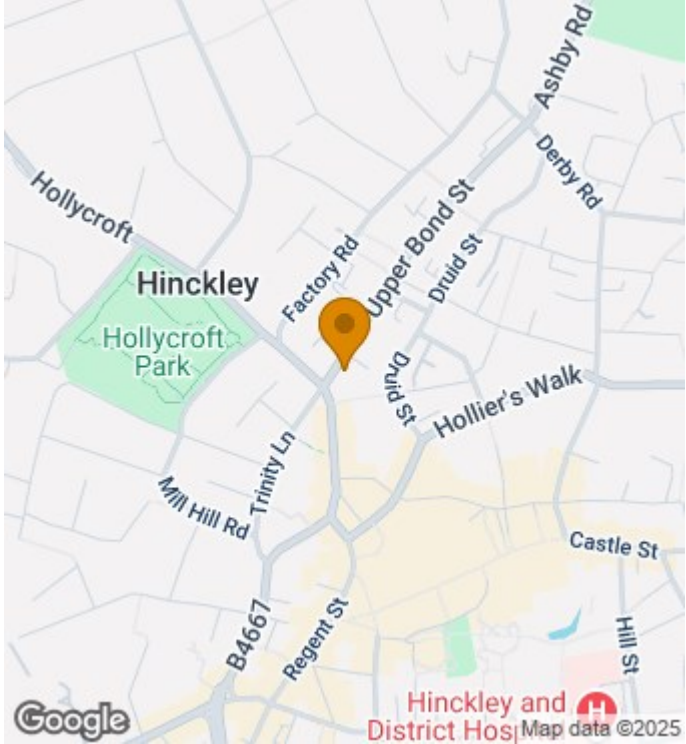 Ashby Rd
Derby Rd
Hollycroft
Upper Bond St
Druid St
Factory Rd
Hinckley
Hollycroft
Park
Druid St
Hollier's Walk
Trinity Ln
Mill Hill Rd
Castle St
B4667
Regent St
Hill St
Hinckley and
District
H
Google
Map data ©2025